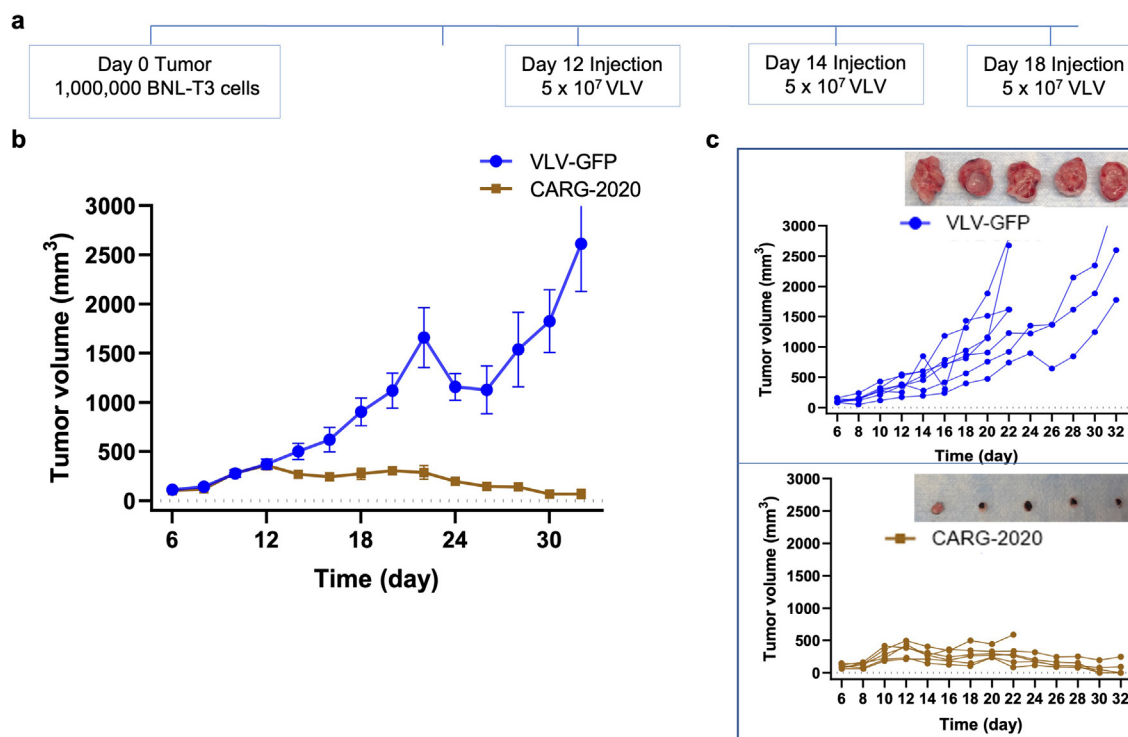 a
Day 0 Tumor
1,000,000 BNL-T3 cells
Day 12 Injection
5 x 10⁷ VLV
Day 14 Injection
5 x 10⁷ VLV
Day 18 Injection
5 x 10⁷ VLV
b
VLV-GFP
CARG-2020
3000
2500
2000
1500
1000
500
0
Tumor volume (mm³)
6 12 18 24 30
Time (day)
c
VLV-GFP
3000
2500
2000
1500
1000
500
0
Tumor volume (mm³)
6 8 10 12 14 16 18 20 22 24 26 28 30 32
Time (day)
CARG-2020
3000
2500
2000
1500
1000
500
0
Tumor volume (mm³)
6 8 10 12 14 16 18 20 22 24 26 28 30 32
Time (day)